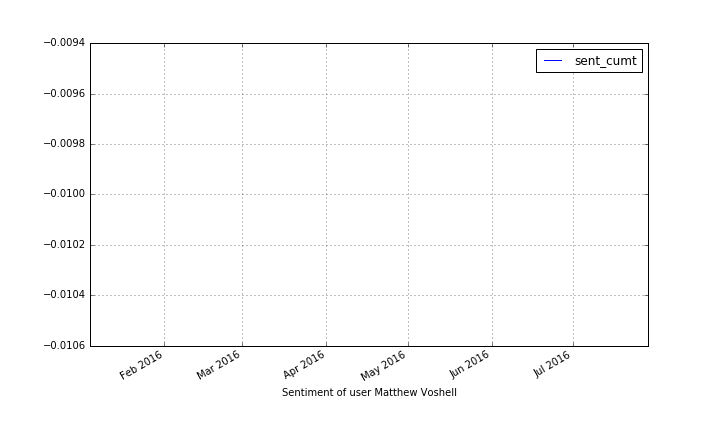 −0.0094
sent_cumt
−0.0096
−0.0098
−0.0100
−0.0102
−0.0104
−0.0106
Feb 2016
Mar 2016
Apr 2016
May 2016
Jun 2016
Jul 2016
Sentiment of user Matthew Voshell